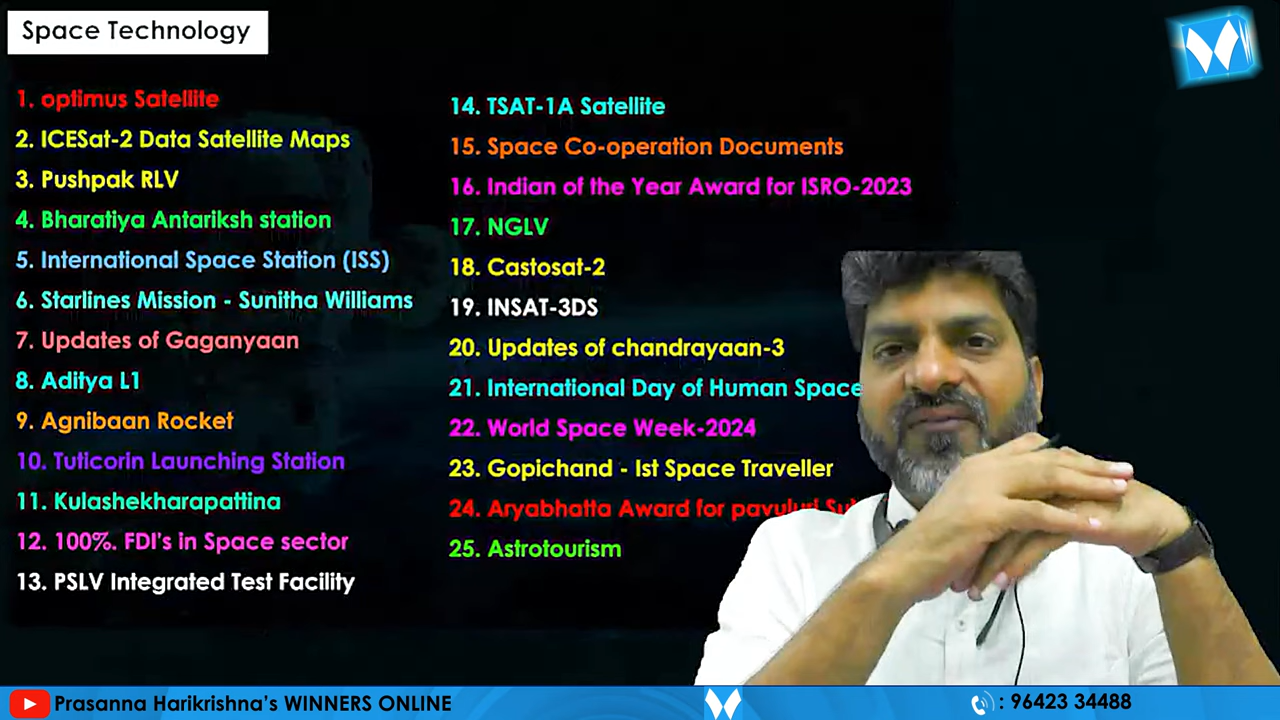 Space Technology
1. optimus Satellite
2. ICESat-2 Data Satellite Maps
3. Pushpak RLV
4. Bharatiya Antariksh station
5. International Space Station (ISS)
6. Starlines Mission - Sunitha Williams
7. Updates of Gaganyaan
8. Aditya L1
9. Agnibaan Rocket
10. Tuticorin Launching Station
11. Kulashekharapattina
12. 100%. FDI's in Space sector
13. PSLV Integrated Test Facility
14. TSAT-1A Satellite
15. Space Co-operation Documents
16. Indian of the Year Award for ISRO-2023
17. NGLV
18. Castosat-2
19. INSAT-3DS
20. Updates of chandrayaan-3
21. International Day of Human Space
22. World Space Week-2024
23. Gopichand - Ist Space Traveller
24. Aryabhatta Award for pavuluri
25. Astrotourism
Prasanna Harikrishna's WINNERS ONLINE
: 96423 34488